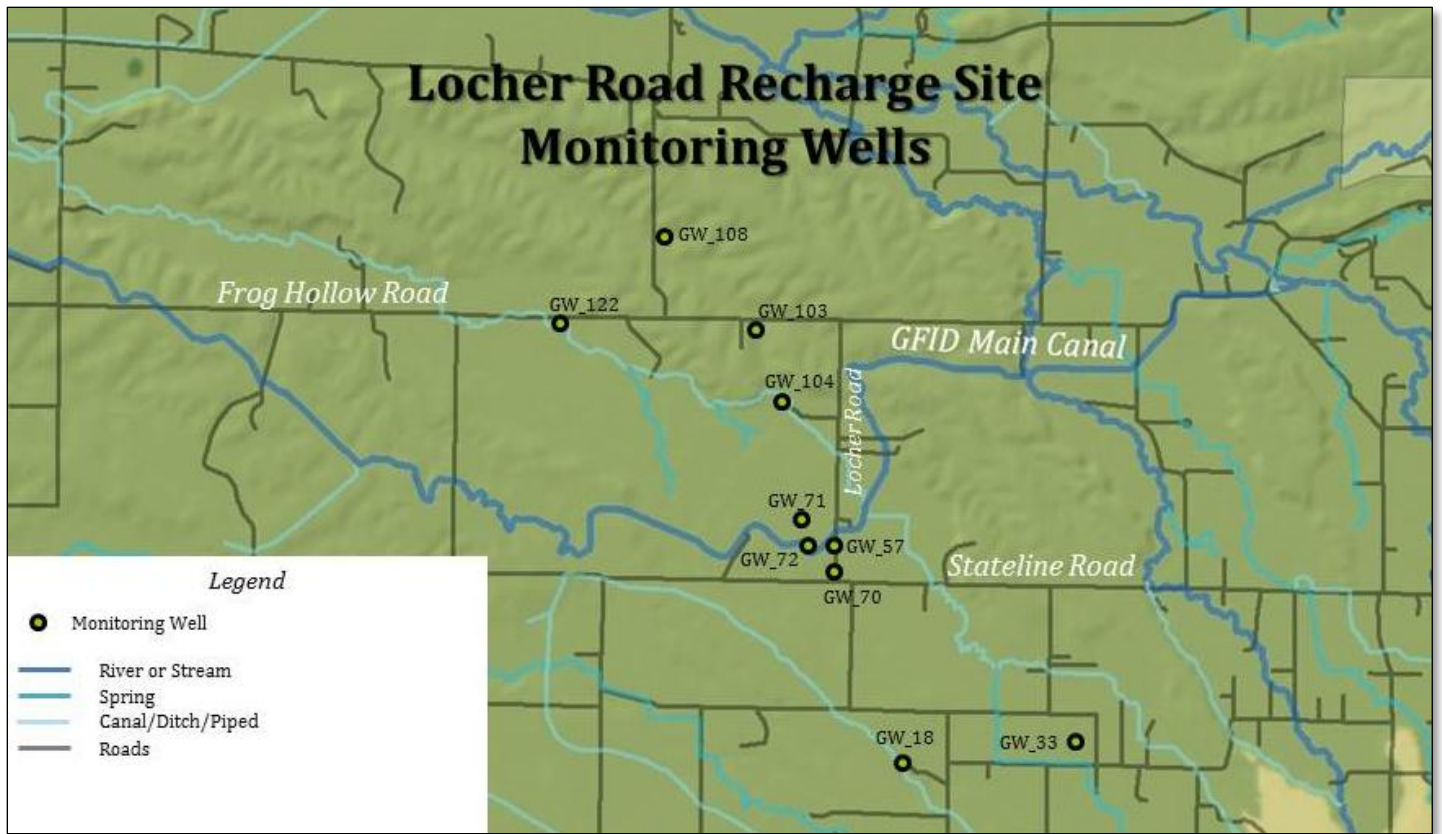 Locher Road Recharge Site
Monitoring Wells
GW_108
Frog Hollow Road
GW_122
GW_103
GFID Main Canal
GW_104
Locher Road
GW_71
GW_72
GW_57
Stateline Road
GW_70
GW_18
GW_33
Legend
Monitoring Well
River or Stream
Spring
Canal/Ditch/Piped
Roads